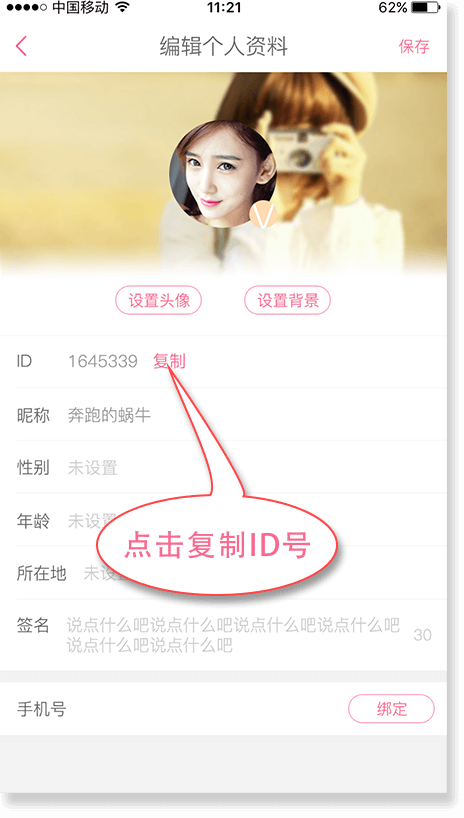 中国移动 11:21 62%
编辑个人资料 保存
V
设置头像 设置背景
ID 1645339 复制
昵称 奔跑的蜗牛
性别 未设置
年龄 未设置
点击复制ID号
所在地 未设
签名 说点什么吧说点什么吧说点什么吧说点什么吧
说点什么吧说点什么吧 30
手机号 绑定